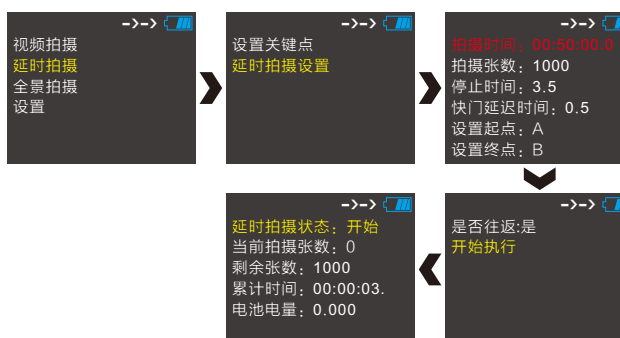 ->->
视频拍摄
延时拍摄
全景拍摄
设置
->->
设置关键点
延时拍摄设置
->->
拍摄时间：00:50:00.0
拍摄张数：1000
停止时间：3.5
快门延迟时间：0.5
设置起点：A
设置终点：B
->->
是否往返:是
开始执行
->->
延时拍摄状态：开始
当前拍摄张数：0
剩余张数：1000
累计时间：00:00:03.
电池电量：0.000